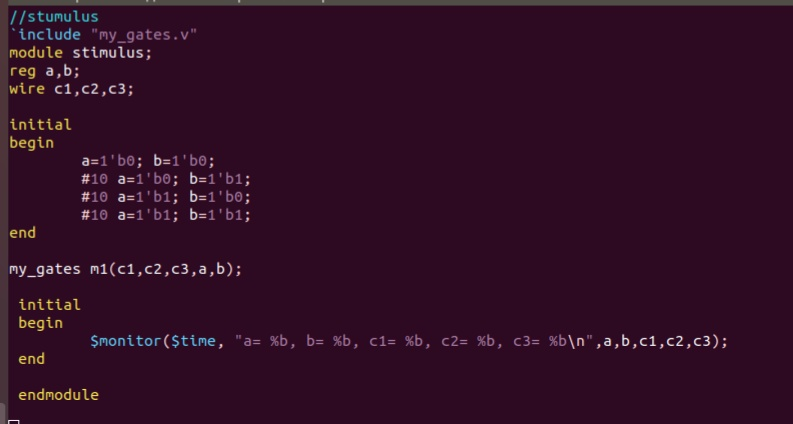 //stumulus
`include "my_gates.v"
module stimulus;
reg a,b;
wire c1,c2,c3;
initial
begin
a=1'b0; b=1'b0;
#10 a=1'b0; b=1'b1;
#10 a=1'b1; b=1'b0;
#10 a=1'b1; b=1'b1;
end
my_gates m1(c1,c2,c3,a,b);
initial
begin
$monitor($time, "a= %b, b= %b, c1= %b, c2= %b, c3= %b\n",a,b,c1,c2,c3);
end
endmodule